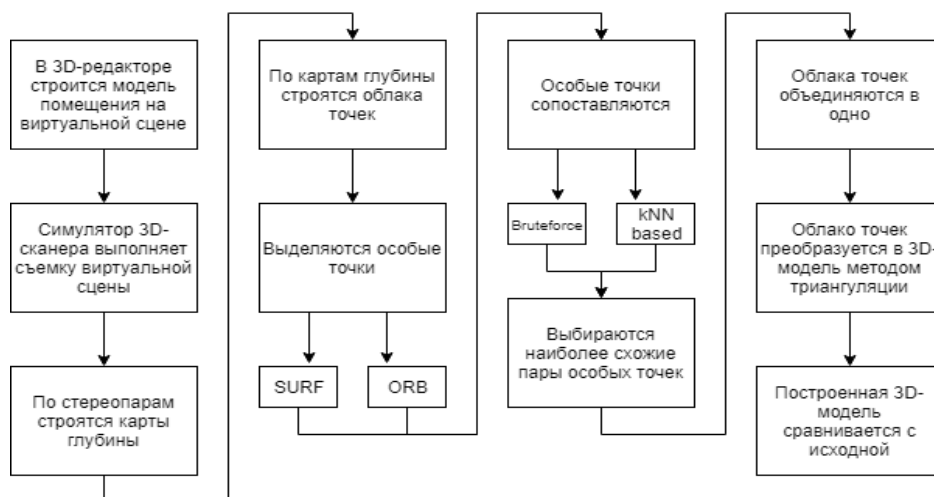 В 3D-редакторе
строится модель
помещения на
виртуальной сцене
Симулятор 3D-
сканера выполняет
съемку виртуальной
сцены
По стереопарам
строятся карты
глубины
По картам глубины
строятся облака
точек
Выделяются особые
точки
SURF
ORB
Особые точки
сопоставляются
Bruteforce
kNN
based
Выбираются
наиболее схожие
пары особых точек
Облака точек
объединяются в
одно
Облако точек
преобразуется в 3D-
модель методом
триангуляции
Построенная 3D-
модель
сравнивается с
исходной